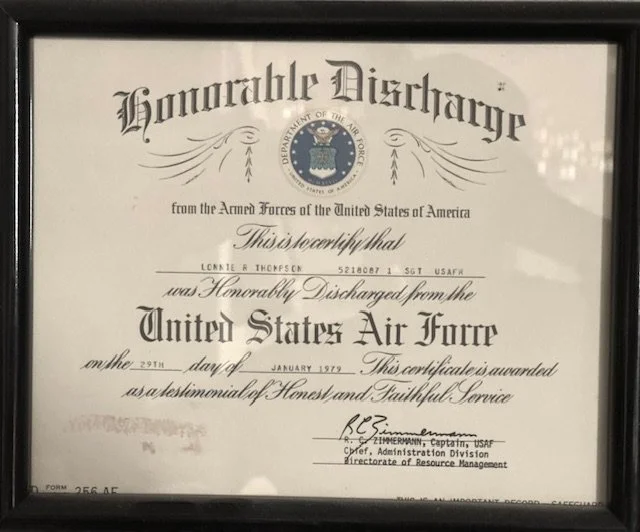 Honorable Discharge
DEPARTMENT OF THE AIR FORCE
UNITED STATES OF AMERICA
from the Armed Forces of the United States of America
This is to certify that
LONNIE R THOMPSON 5218087 1 SGT USAFR
was Honorably Discharged from the
United States Air Force
on the 29TH day of JANUARY 1979 This certificate is awarded
as a testimonial of Honest and Faithful Service
R. C. ZIMMERMANN, Captain, USAF
Chief, Administration Division
Directorate of Resource Management
FORM 256 AF
THIS IS AN IMPORTANT RECORD SAFEGUARD